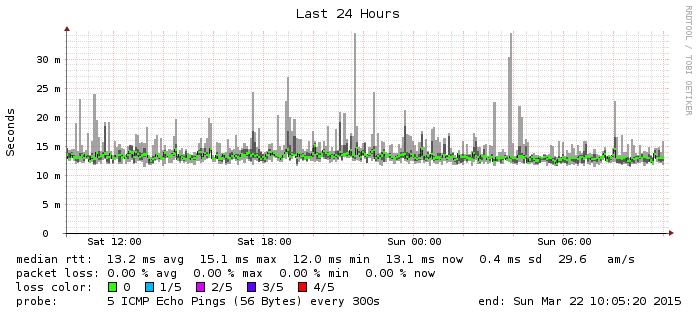 Last 24 Hours
RRDTOOL / TOBI OETIKER
Seconds
30 m
25 m
20 m
15 m
10 m
5 m
0
Sat 12:00 Sat 18:00 Sun 00:00 Sun 06:00
median rtt: 13.2 ms avg 15.1 ms max 12.0 ms min 13.1 ms now 0.4 ms sd 29.6 am/s
packet loss: 0.00 % avg 0.00 % max 0.00 % min 0.00 % now
loss color: 0 1/5 2/5 3/5 4/5
probe: 5 ICMP Echo Pings (56 Bytes) every 300s end: Sun Mar 22 10:05:20 2015